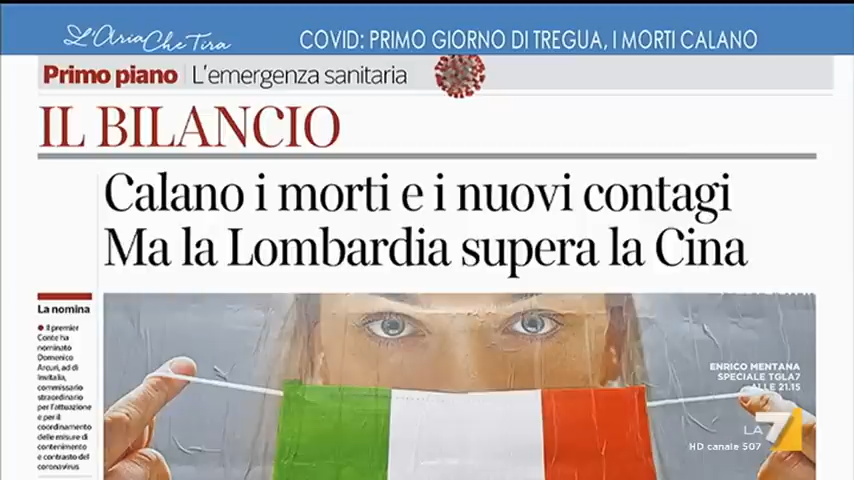 L'Aria Che Tira
COVID: PRIMO GIORNO DI TREGUA, I MORTI CALANO
Primo piano | L'emergenza sanitaria
IL BILANCIO
Calano i morti e i nuovi contagi
Ma la Lombardia supera la Cina
La nomina
● Il premier
Conte ha
nominato
Domenico
Arcuri, ad di
Invitalia,
commissario
straordinario
per l'attuazione
e per il
coordinamento
delle misure di
contenimento
e contrasto del
coronavirus
ENRICO MENTANA
SPECIALE TGLA7
ALLE 21.15
LA 7
HD canale 507